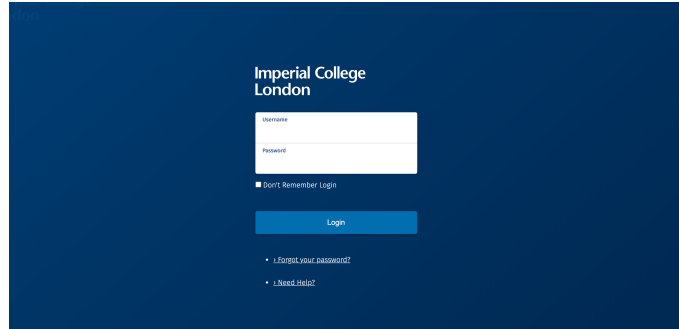 Imperial College
London
Username
Password
Don't Remember Login
Login
› Forgot your password?
› Need Help?